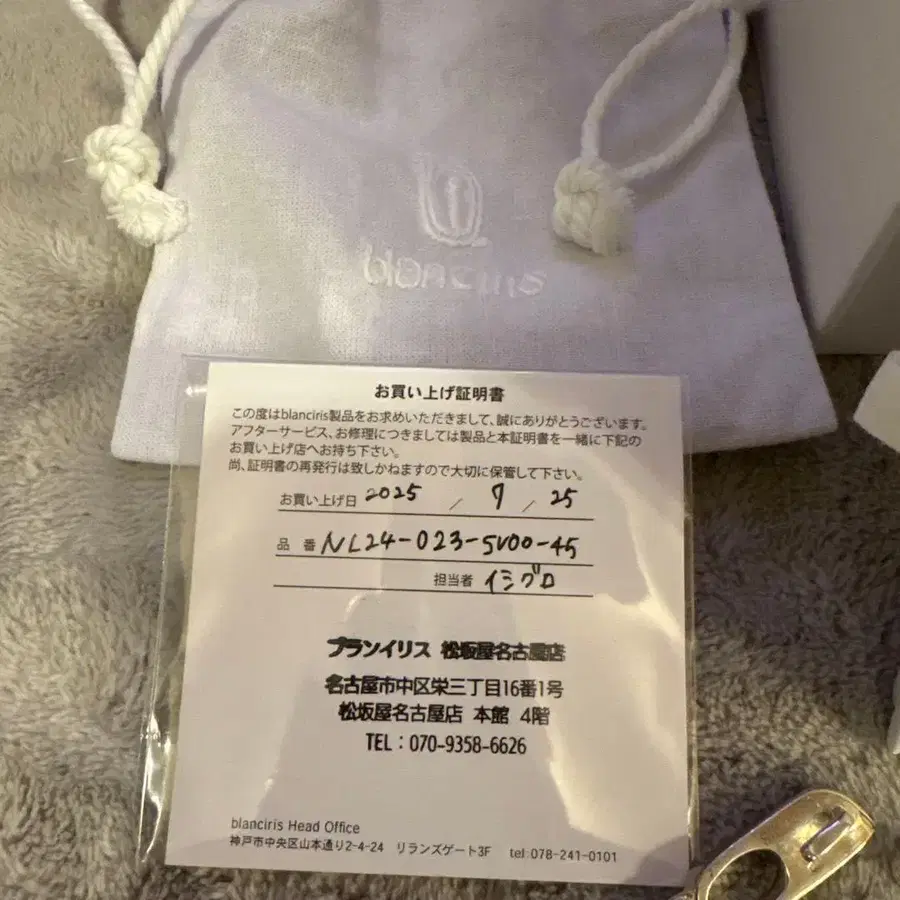 blanciris
お買い上げ証明書
この度はblanciris製品をお求めいただきまして、誠にありがとうございます。
アフターサービス、お修理につきましては製品と本証明書を一緒に下記の
お買い上げ店へお持ち下さい。
尚、証明書の再発行は致しかねますので大切に保管して下さい。
お買い上げ日 2025 / 7 / 25
品 番 NL24-023-SV00-45
担当者 イシグロ
ブランイリス 松坂屋名古屋店
名古屋市中区栄三丁目16番1号
松坂屋名古屋店 本館 4階
TEL：070-9358-6626
blanciris Head Office
神戸市中央区山本通り2-4-24 リランズゲート3F tel:078-241-0101